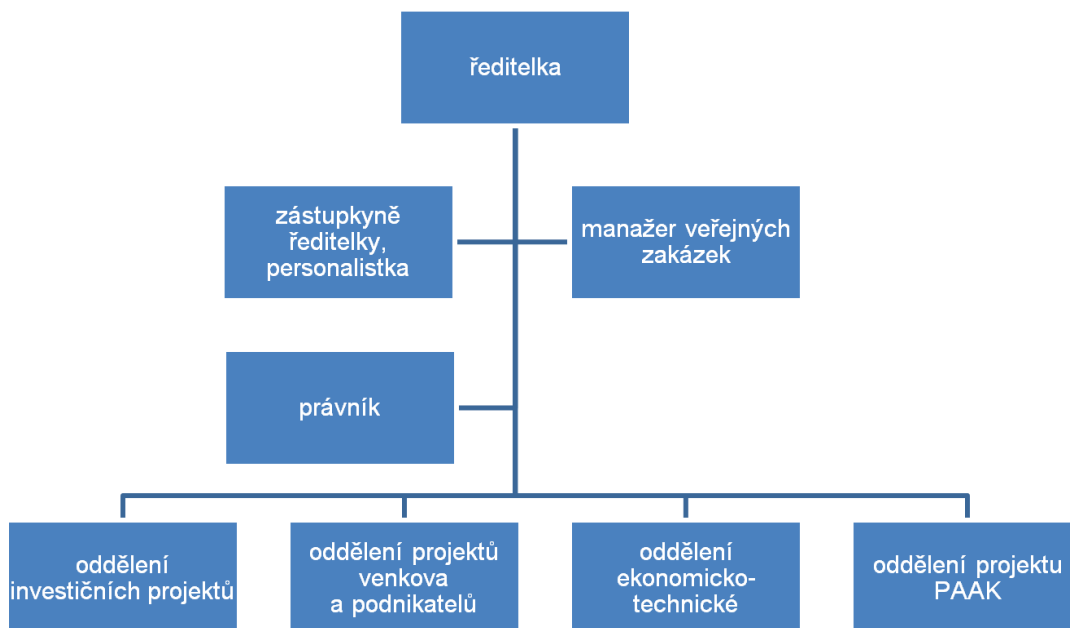 ředitelka
zástupkyně
ředitelky,
personalistka
manažer veřejných
zakázek
právník
oddělení
investičních projektů
oddělení projektů
venkova
a podnikatelů
oddělení
ekonomicko-
technické
oddělení projektu
PAAK